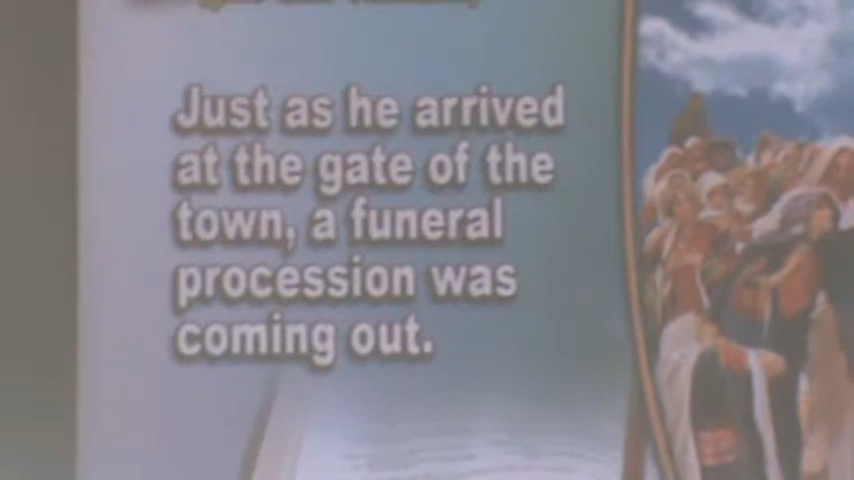 Just as he arrived
at the gate of the
town, a funeral
procession was
coming out.